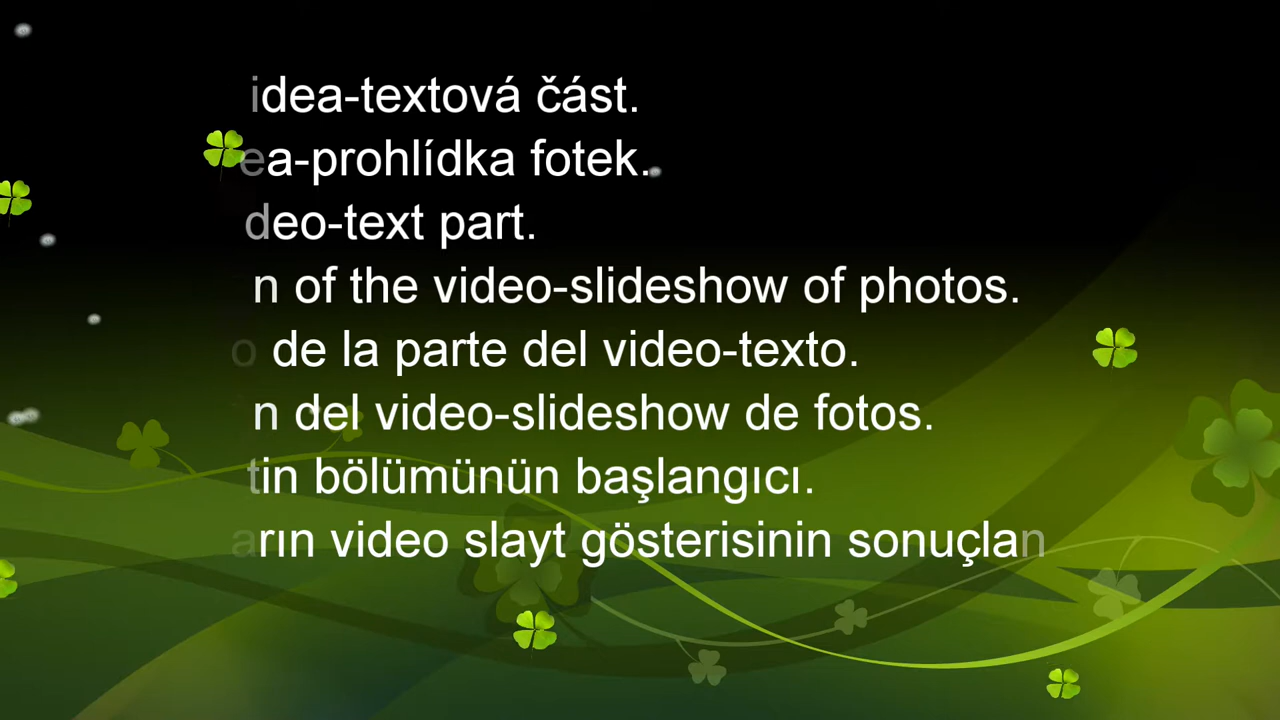 idea-textová část.
ea-prohlídka fotek.
deo-text part.
n of the video-slideshow of photos.
o de la parte del video-texto.
n del video-slideshow de fotos.
tin bölümünün başlangıcı.
arın video slayt gösterisinin sonuçlan